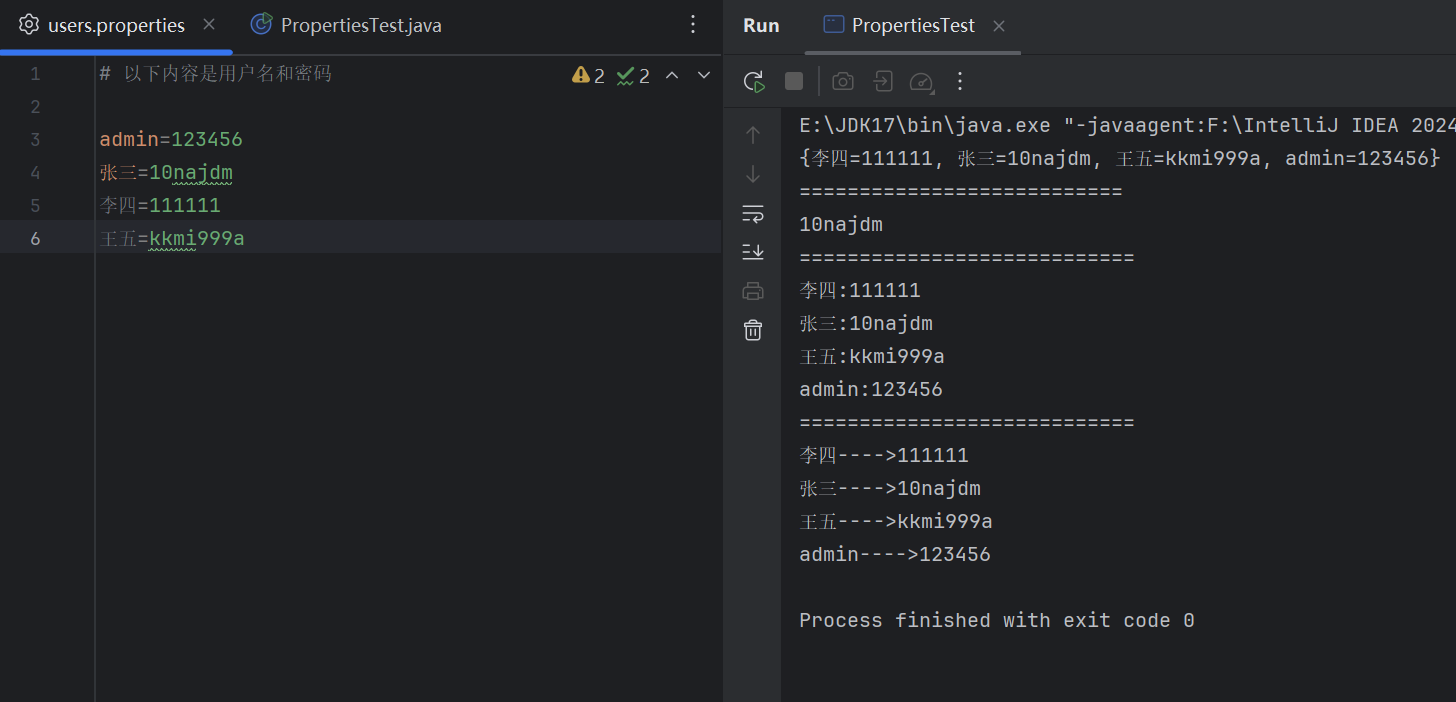 users.properties
PropertiesTest.java
1 # 以下内容是用户名和密码
2 2
2
3 admin=123456
4 张三=10najdm
5 李四=111111
6 王五=kkmi999a
Run PropertiesTest
E:\JDK17\bin\java.exe "-javaagent:F:\IntelliJ IDEA 2024
{李四=111111, 张三=10najdm, 王五=kkmi999a, admin=123456}
===========================
10najdm
============================
李四:111111
张三:10najdm
王五:kkmi999a
admin:123456
============================
李四---->111111
张三---->10najdm
王五---->kkmi999a
admin---->123456
Process finished with exit code 0